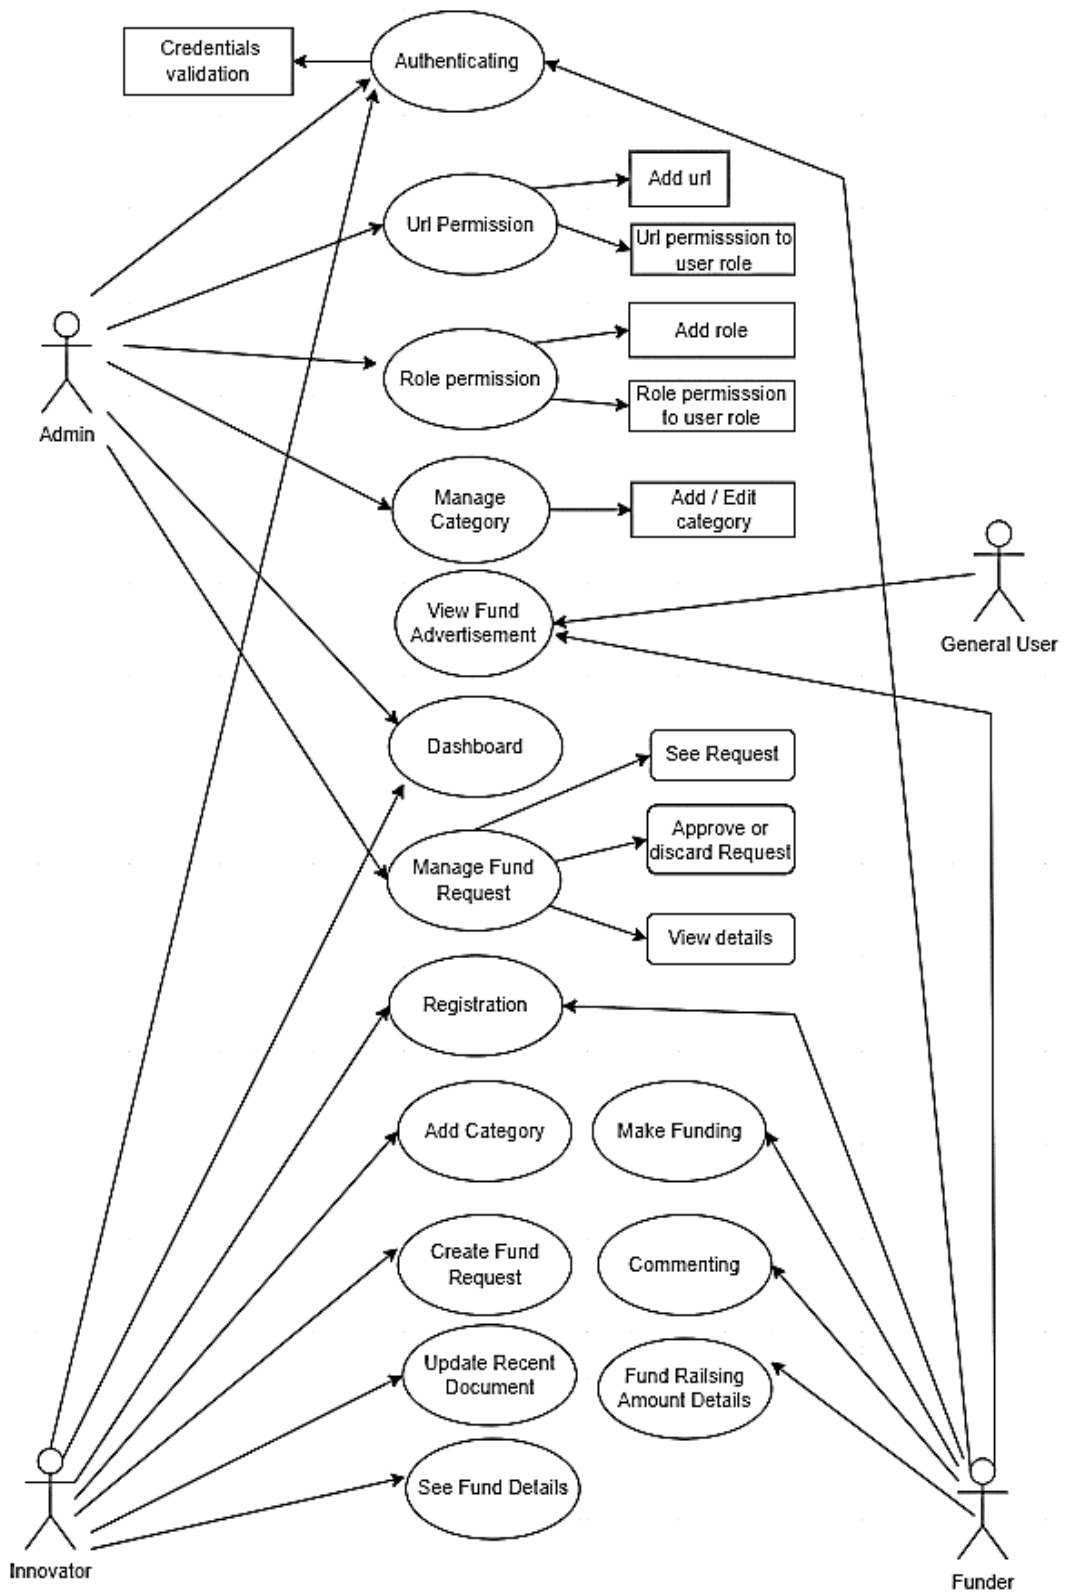 Credentials
validation
Authenticating
Add url
Url Permission
Url permisssion to
user role
Add role
Role permission
Role permisssion
to user role
Admin
Manage
Category
Add / Edit
category
View Fund
Advertisement
General User
Dashboard
See Request
Approve or
discard Request
Manage Fund
Request
View details
Registration
Add Category
Make Funding
Create Fund
Request
Commenting
Update Recent
Document
Fund Railsing
Amount Details
See Fund Details
Innovator
Funder